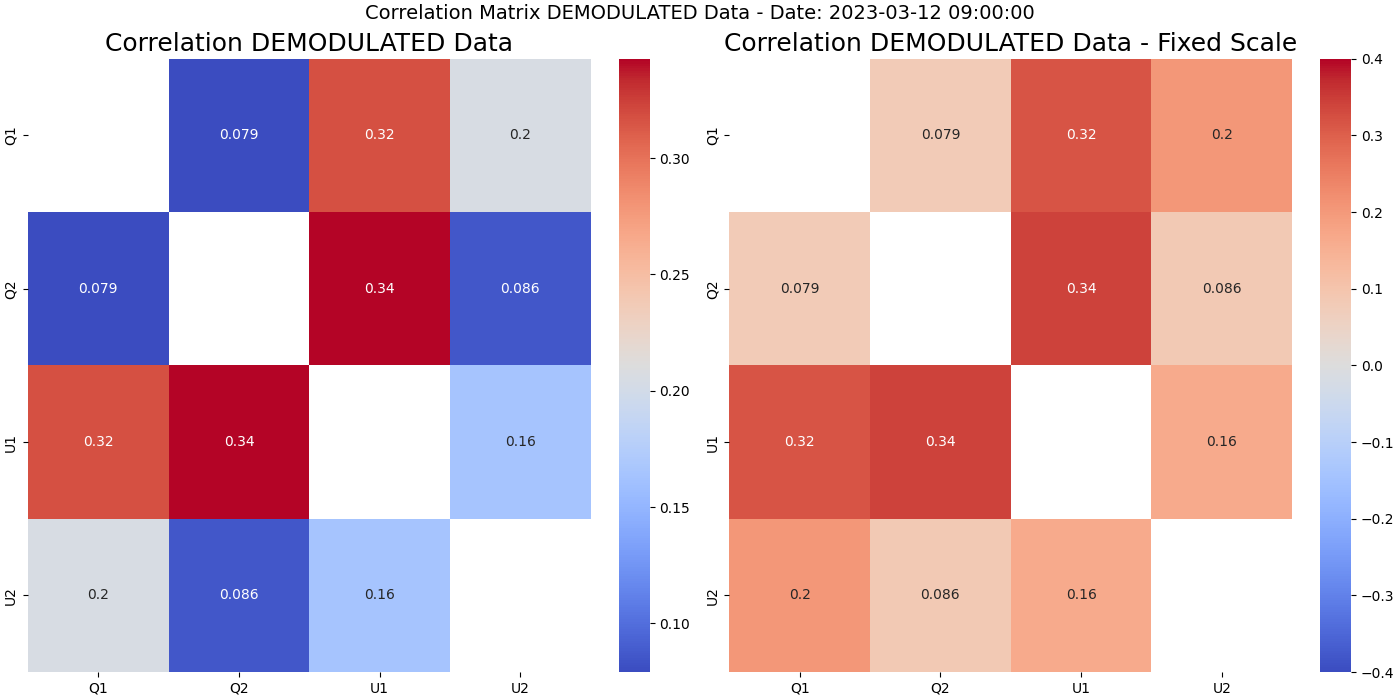 Correlation Matrix DEMODULATED Data - Date: 2023-03-12 09:00:00
Correlation DEMODULATED Data
Q1
0.079
0.32
0.2
Q2
0.079
0.34
0.086
U1
0.32
0.34
0.16
U2
0.2
0.086
0.16
Q1
Q2
U1
U2
0.30
0.25
0.20
0.15
0.10
Correlation DEMODULATED Data - Fixed Scale
Q1
0.079
0.32
0.2
Q2
0.079
0.34
0.086
U1
0.32
0.34
0.16
U2
0.2
0.086
0.16
Q1
Q2
U1
U2
0.4
0.3
0.2
0.1
0.0
−0.1
−0.2
−0.3
−0.4